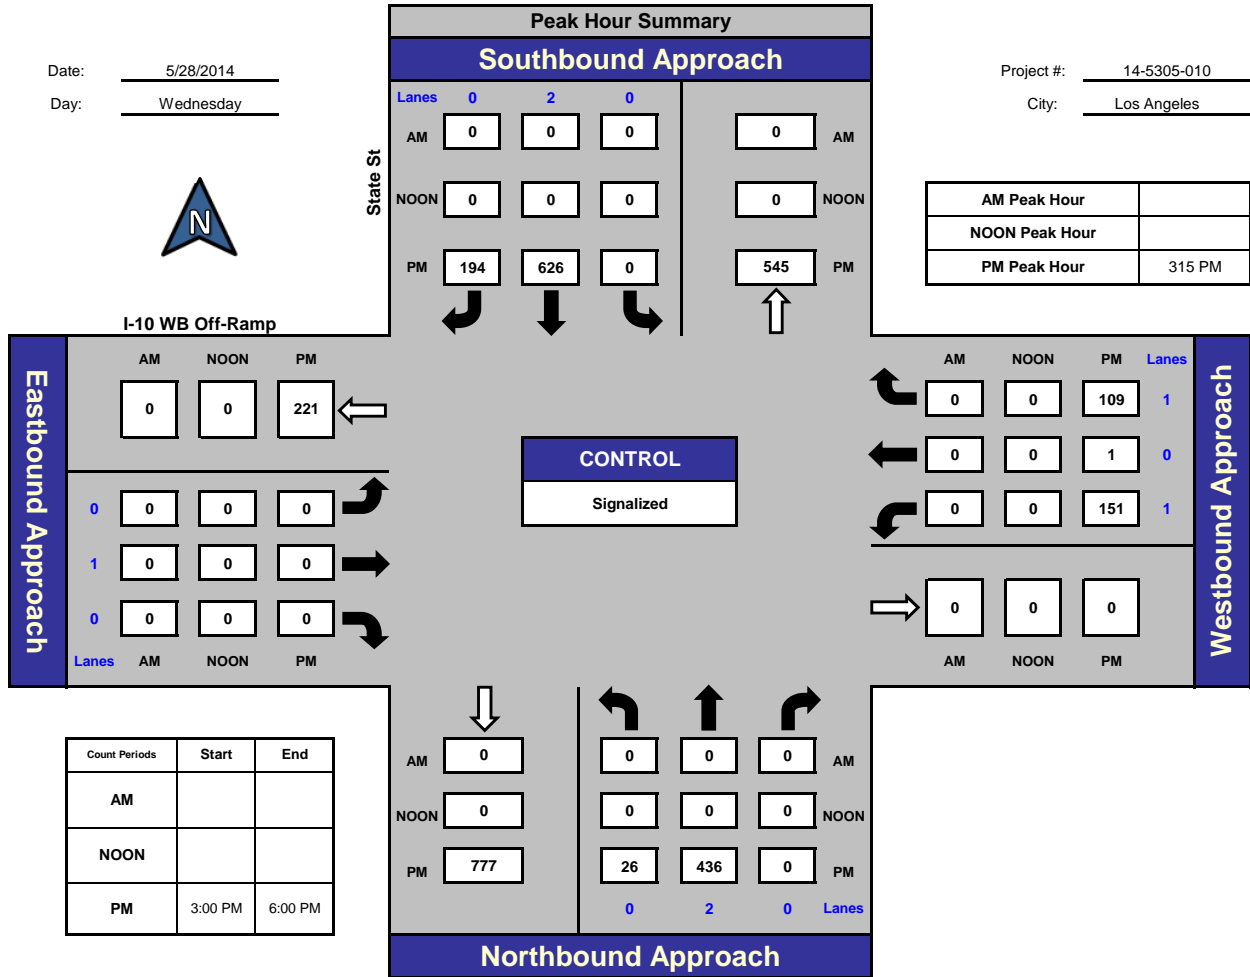 Peak Hour Summary
Southbound Approach
Date: 5/28/2014
Day: Wednesday
Project #: 14-5305-010
City: Los Angeles
N
State St
Lanes 0 2 0
AM 0 0 0 0 AM
NOON 0 0 0 0 NOON
PM 194 626 0 545 PM
AM Peak Hour
NOON Peak Hour
PM Peak Hour 315 PM
I-10 WB Off-Ramp
Eastbound Approach
AM NOON PM
0 0 221
0 0 0 0
1 0 0 0
0 0 0 0
Lanes AM NOON PM
CONTROL
Signalized
AM NOON PM Lanes
0 0 109 1
0 0 1 0
0 0 151 1
0 0 0
AM NOON PM
Westbound Approach
Count Periods Start End
AM
NOON
PM 3:00 PM 6:00 PM
AM 0 0 0 0 AM
NOON 0 0 0 0 NOON
PM 777 26 436 0 PM
0 2 0 Lanes
Northbound Approach